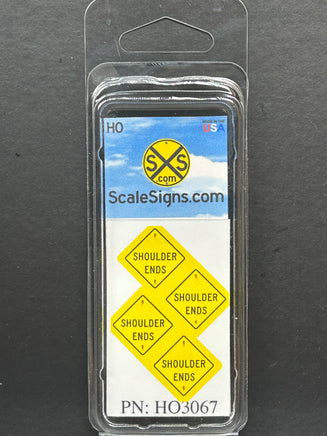 HO
MADE IN THE
USA
SXS
.com
ScaleSigns.com
SHOULDER
ENDS
SHOULDER
ENDS
SHOULDER
ENDS
SHOULDER
ENDS
PN: HO3067